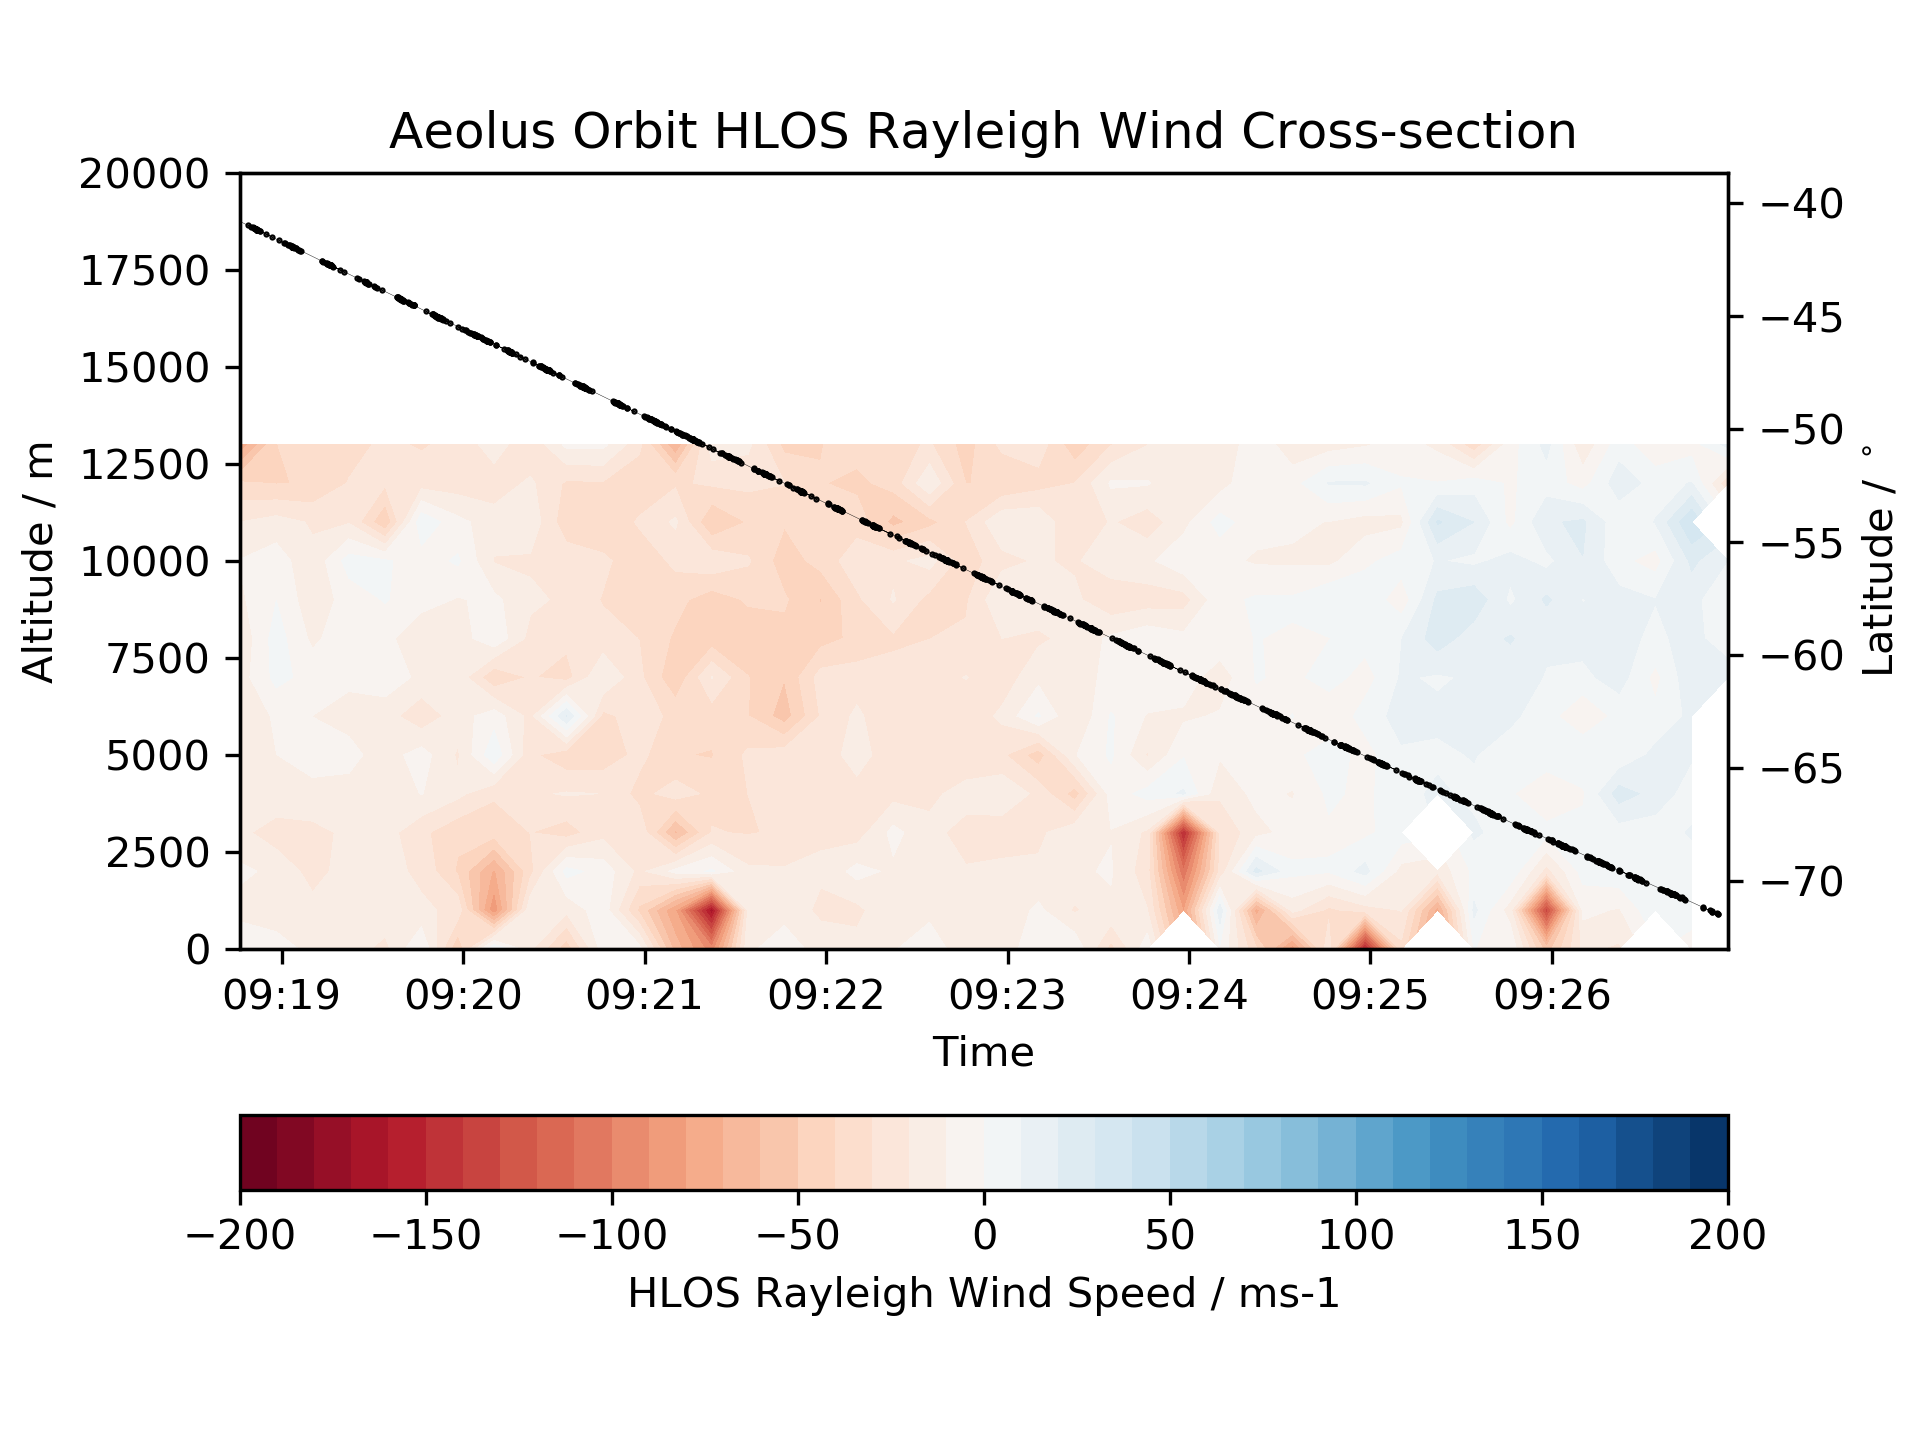 Aeolus Orbit HLOS Rayleigh Wind Cross-section
20000
17500
15000
12500
10000
7500
5000
2500
0
Altitude / m
−40
−45
−50
−55
−60
−65
−70
Latitude / °
09:19 09:20 09:21 09:22 09:23 09:24 09:25 09:26
Time
−200 −150 −100 −50 0 50 100 150 200
HLOS Rayleigh Wind Speed / ms-1